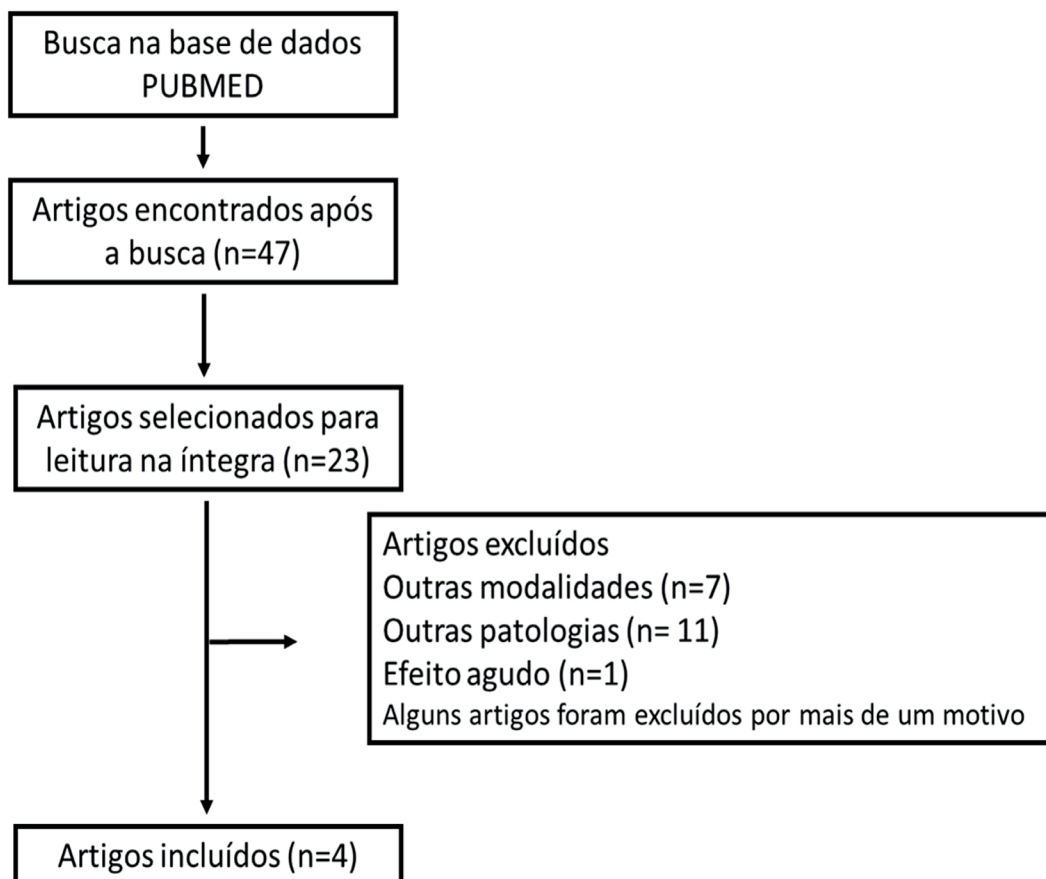 Busca na base de dados
PUBMED
Artigos encontrados após
a busca (n=47)
Artigos selecionados para
leitura na íntegra (n=23)
Artigos excluídos
Outras modalidades (n=7)
Outras patologias (n= 11)
Efeito agudo (n=1)
Alguns artigos foram excluídos por mais de um motivo
Artigos incluídos (n=4)